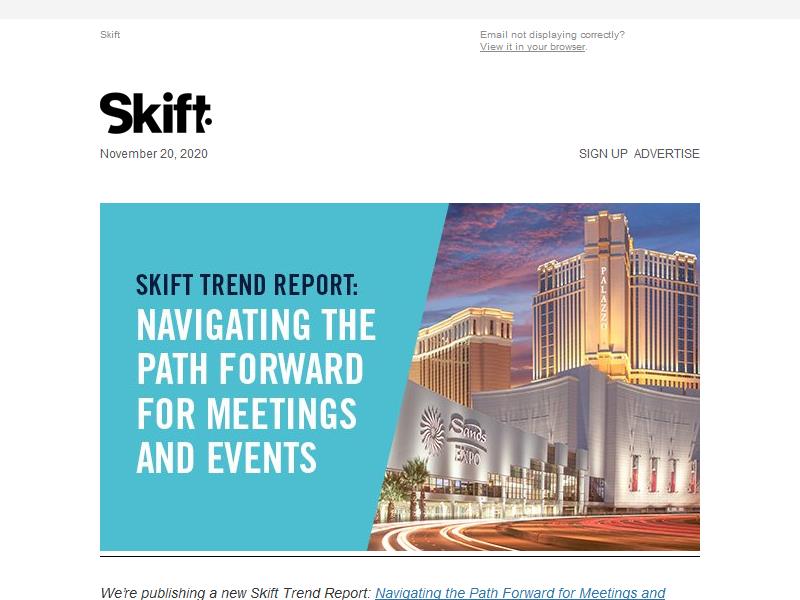 Skift
Email not displaying correctly?
View it in your browser.
Skift
November 20, 2020
SIGN UP ADVERTISE
SKIFT TREND REPORT:
NAVIGATING THE
PATH FORWARD
FOR MEETINGS
AND EVENTS
PALAZZO
Sands
EXPO
We're publishing a new Skift Trend Report: Navigating the Path Forward for Meetings and